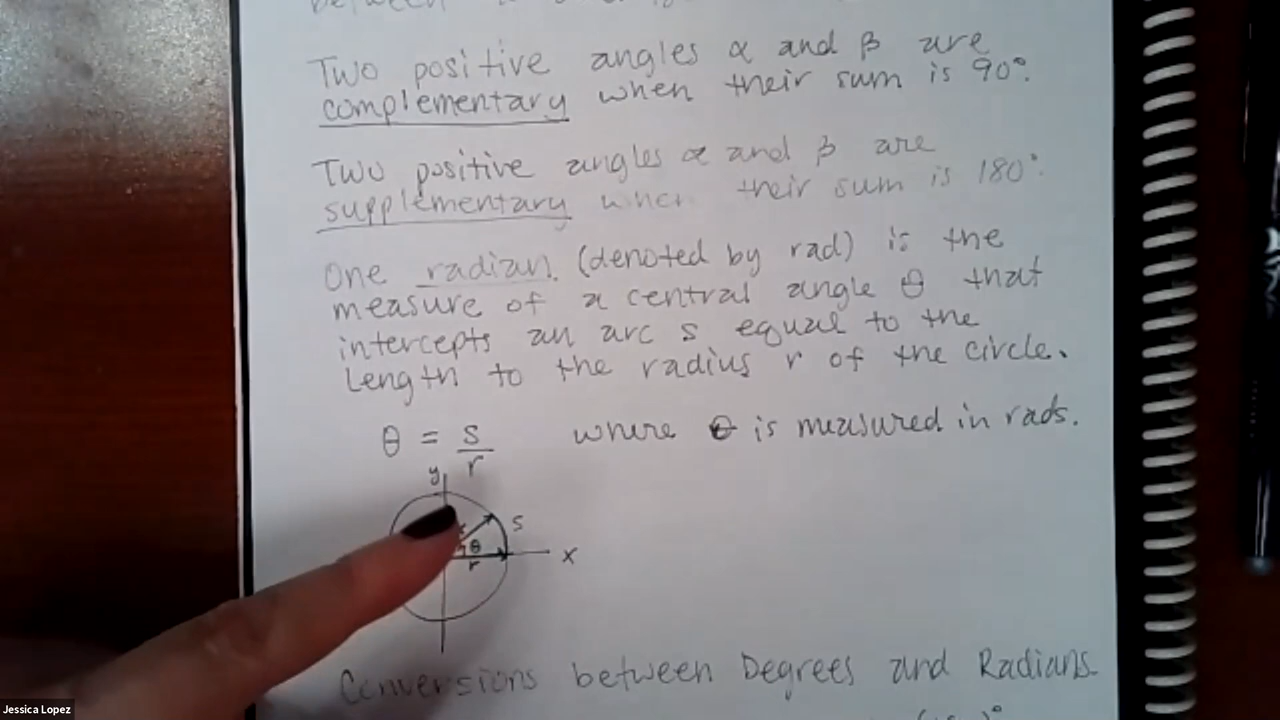 between
Two positive angles α and β are
complementary when their sum is 90°.
Two positive angles α and β are
supplementary when their sum is 180°.
One radian (denoted by rad) is the
measure of a central angle θ that
intercepts an arc s equal to the
length to the radius r of the circle.
θ = s/r where θ is measured in rads.
y
s
θ
r
x
Conversions between Degrees and Radians
Jessica Lopez